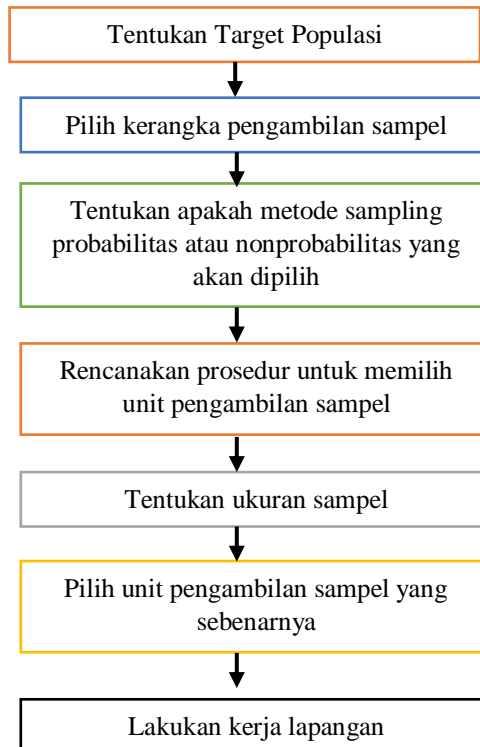 Tentukan Target Populasi
Pilih kerangka pengambilan sampel
Tentukan apakah metode sampling
probabilitas atau nonprobabilitas yang
akan dipilih
Rencanakan prosedur untuk memilih
unit pengambilan sampel
Tentukan ukuran sampel
Pilih unit pengambilan sampel yang
sebenarnya
Lakukan kerja lapangan